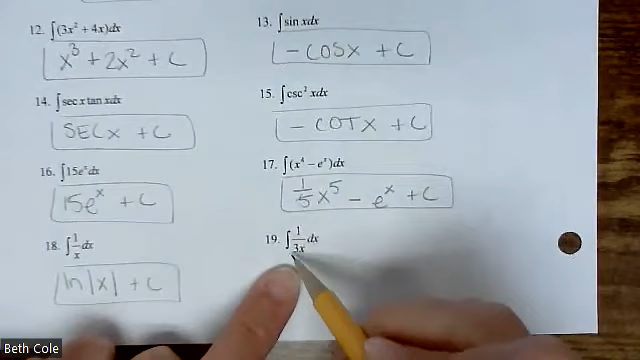 12. ∫(3x² + 4x)dx
x³ + 2x² + C
13. ∫sin xdx
- COSX + C
14. ∫sec x tan xdx
SECX + C
15. ∫csc² xdx
- COTX + C
16. ∫15eˣdx
15eˣ + C
17. ∫(x⁴ − eˣ)dx
1/5 x⁵ - eˣ + C
18. ∫1/x dx
ln|x| + C
19. ∫1/3x dx
Beth Cole